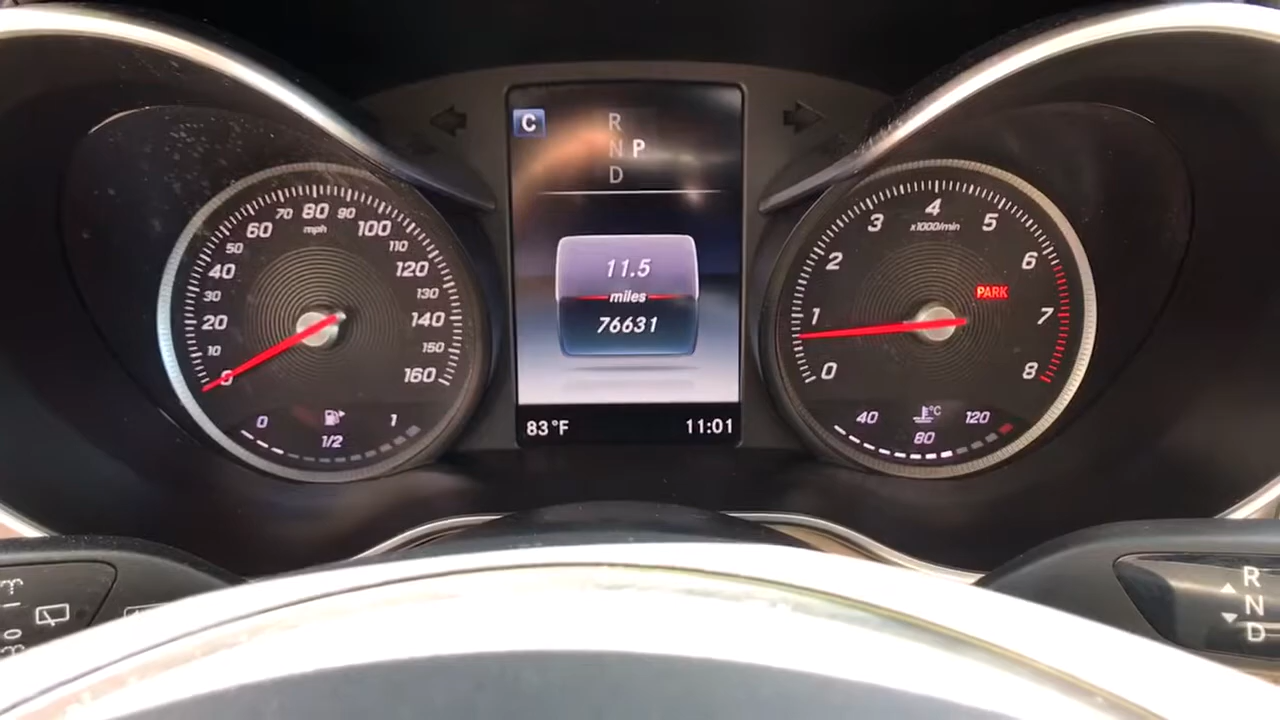 C
R
N P
D
11.5
miles
76631
83°F 11:01
0
10
20
30
40
50
60
70
80
90
100
110
120
130
140
150
160
mph
0 1/2 1
0
1
2
3
4
5
6
7
8
x1000/min
PARK
40 80 120
°C
R
N
D